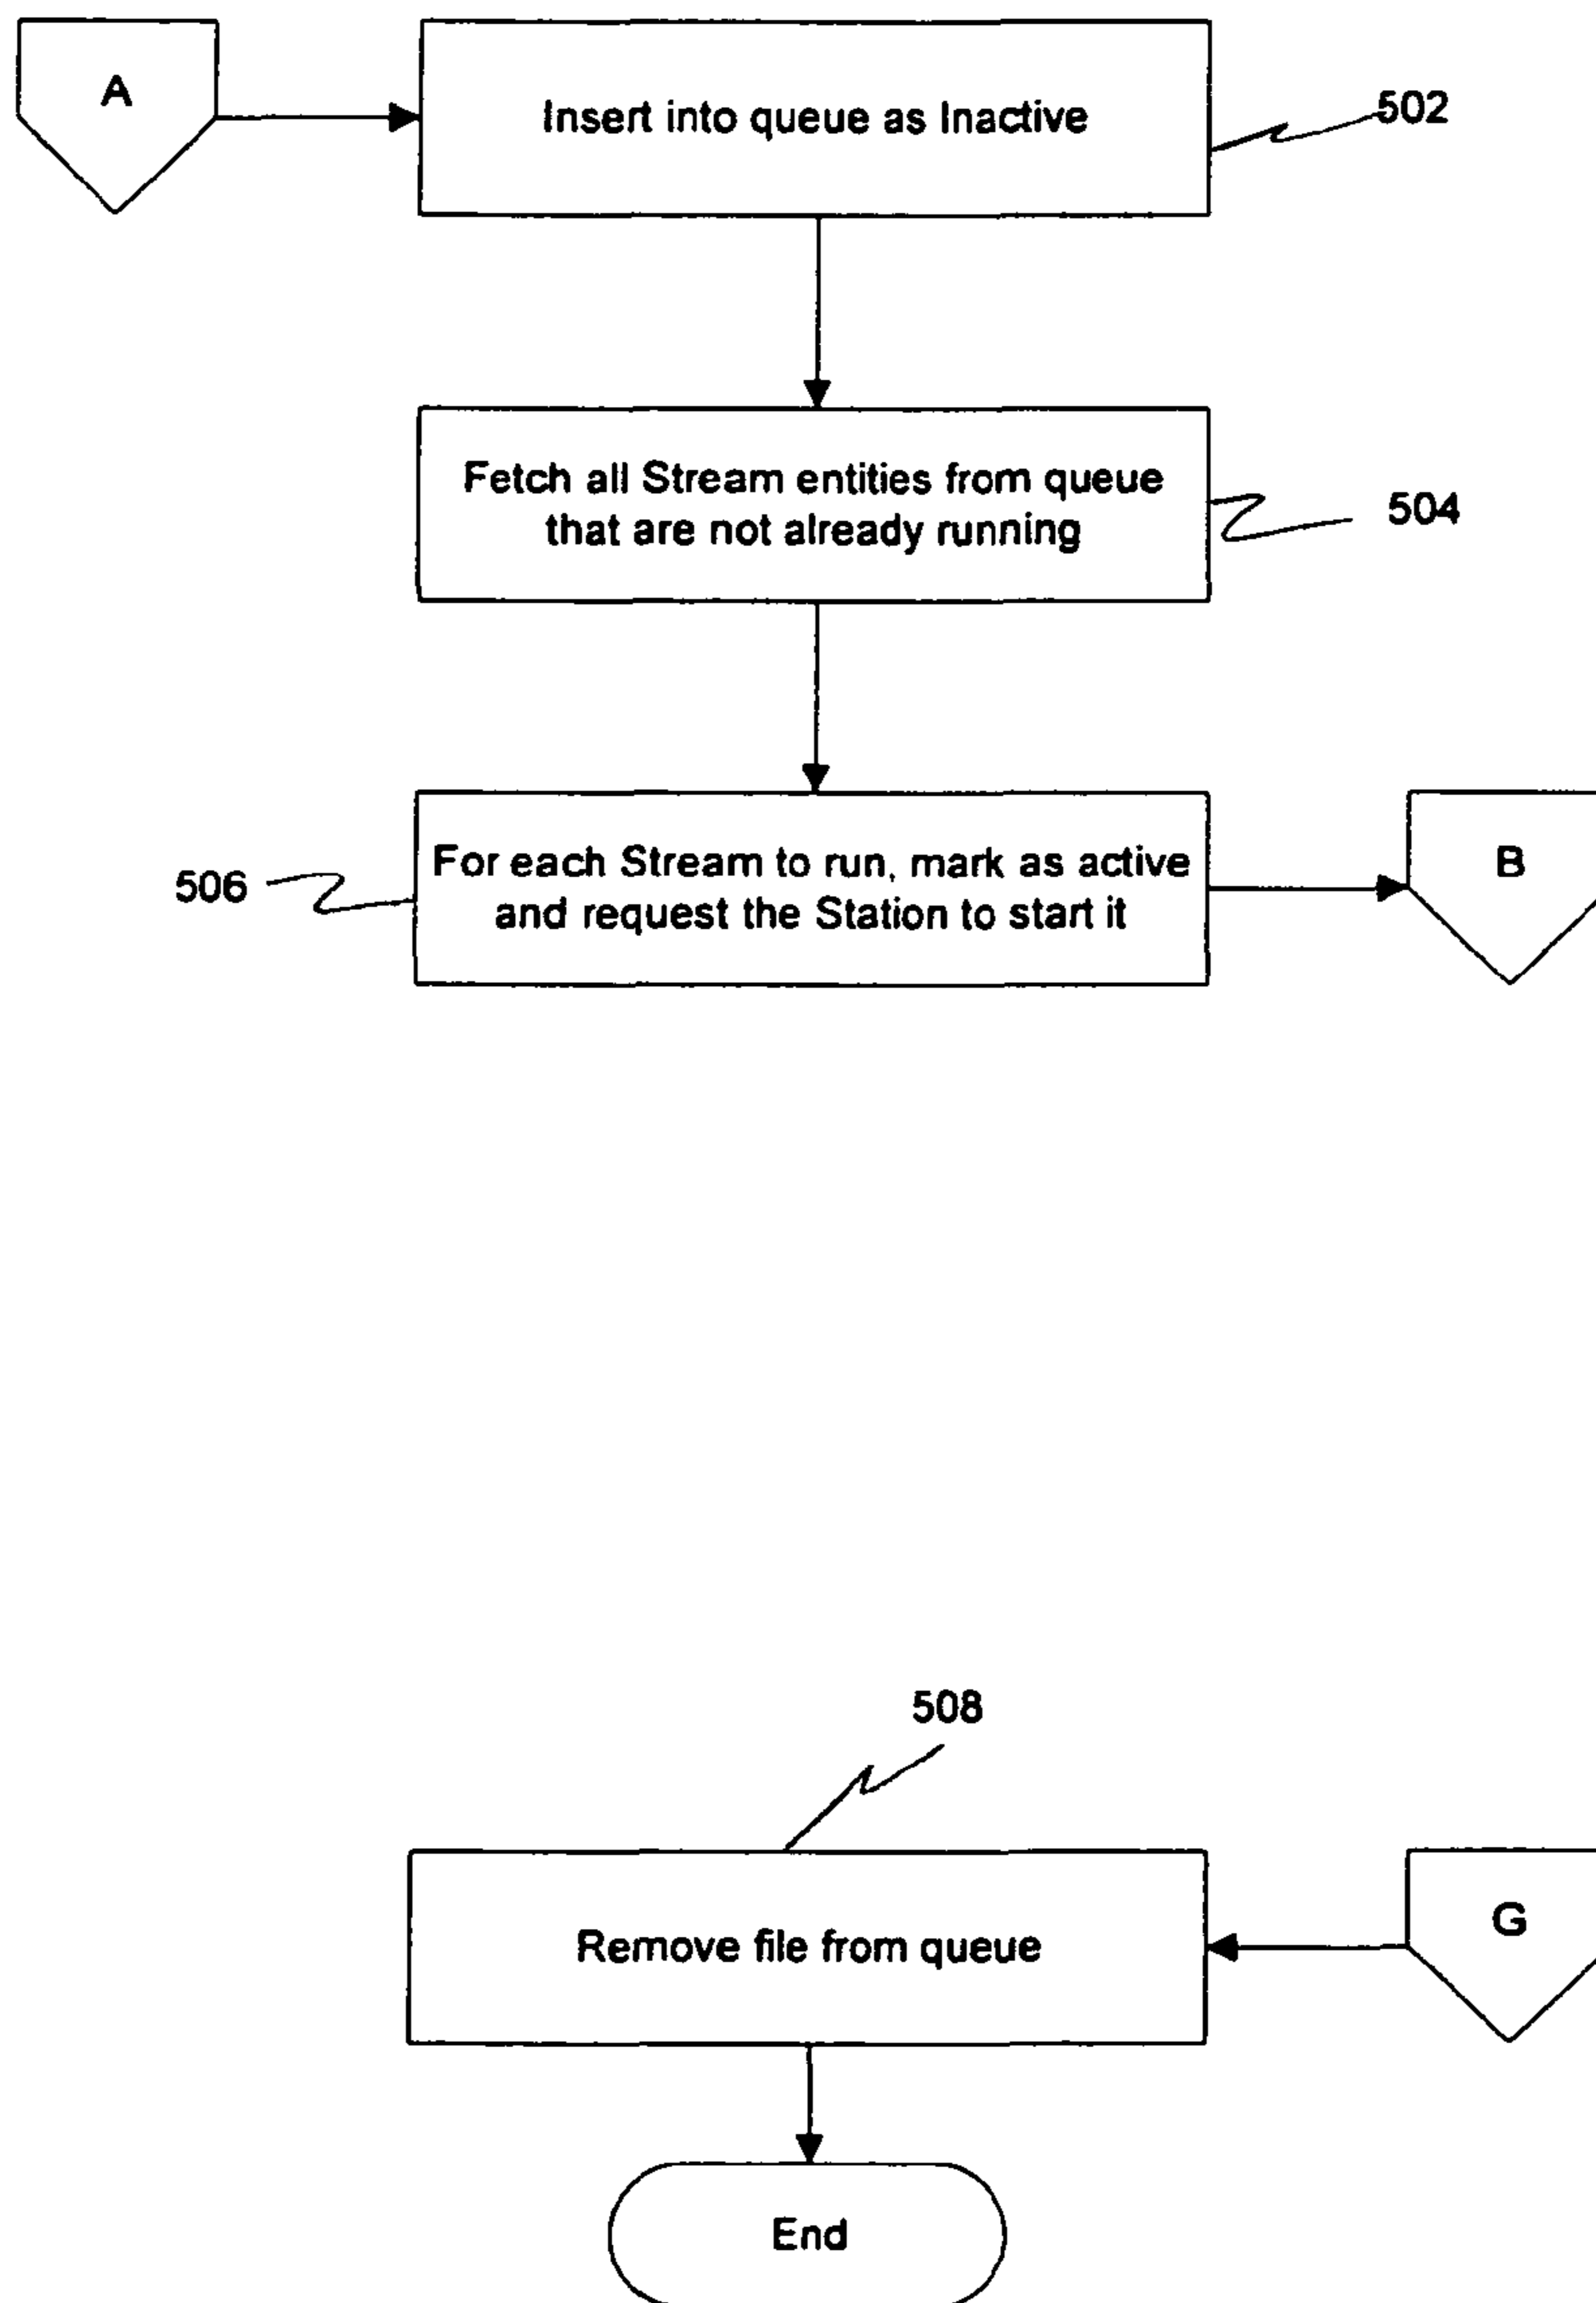 A
Insert into queue as Inactive
502
Fetch all Stream entities from queue
that are not already running
504
506
For each Stream to run, mark as active
and request the Station to start it
B
508
Remove file from queue
G
End